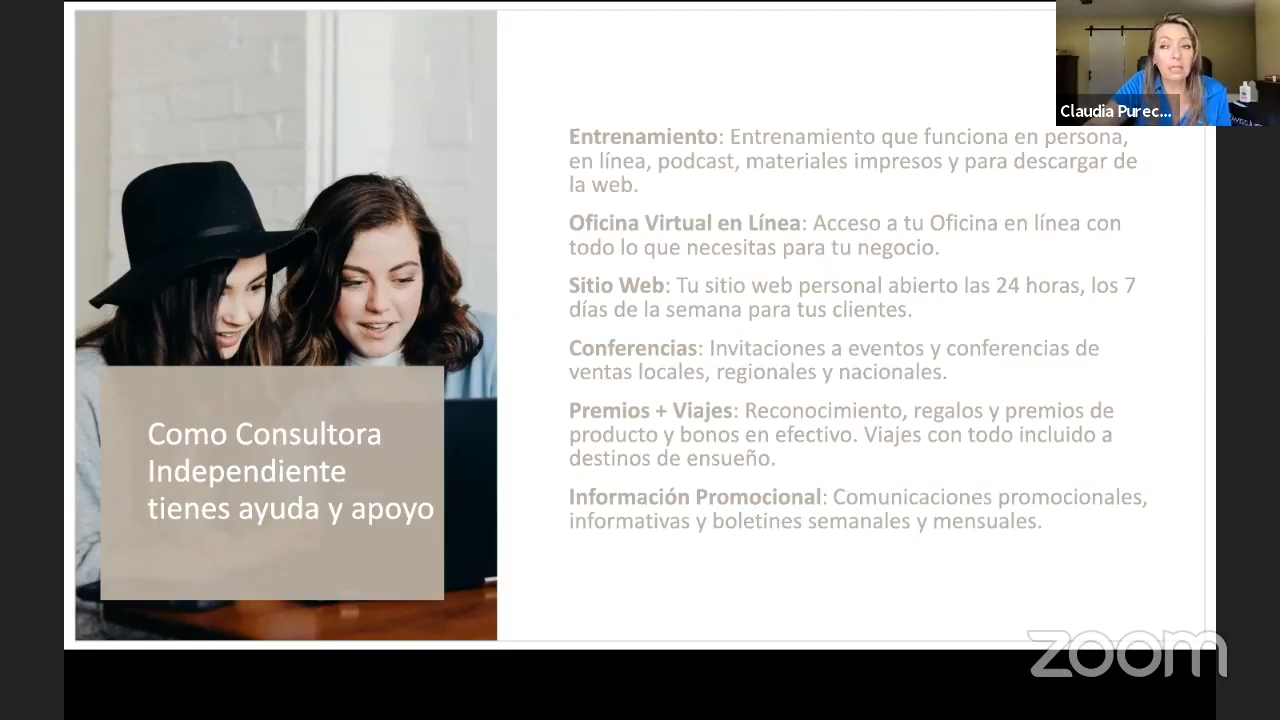 Claudia Purec...
Entrenamiento: Entrenamiento que funciona en persona,
en línea, podcast, materiales impresos y para descargar de
la web.
Oficina Virtual en Línea: Acceso a tu Oficina en línea con
todo lo que necesitas para tu negocio.
Sitio Web: Tu sitio web personal abierto las 24 horas, los 7
días de la semana para tus clientes.
Conferencias: Invitaciones a eventos y conferencias de
ventas locales, regionales y nacionales.
Premios + Viajes: Reconocimiento, regalos y premios de
producto y bonos en efectivo. Viajes con todo incluido a
destinos de ensueño.
Información Promocional: Comunicaciones promocionales,
informativas y boletines semanales y mensuales.
Como Consultora
Independiente
tienes ayuda y apoyo
zoom